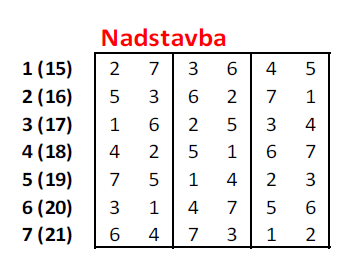 Nadstavba
1 (15) 2 7 3 6 4 5
2 (16) 5 3 6 2 7 1
3 (17) 1 6 2 5 3 4
4 (18) 4 2 5 1 6 7
5 (19) 7 5 1 4 2 3
6 (20) 3 1 4 7 5 6
7 (21) 6 4 7 3 1 2